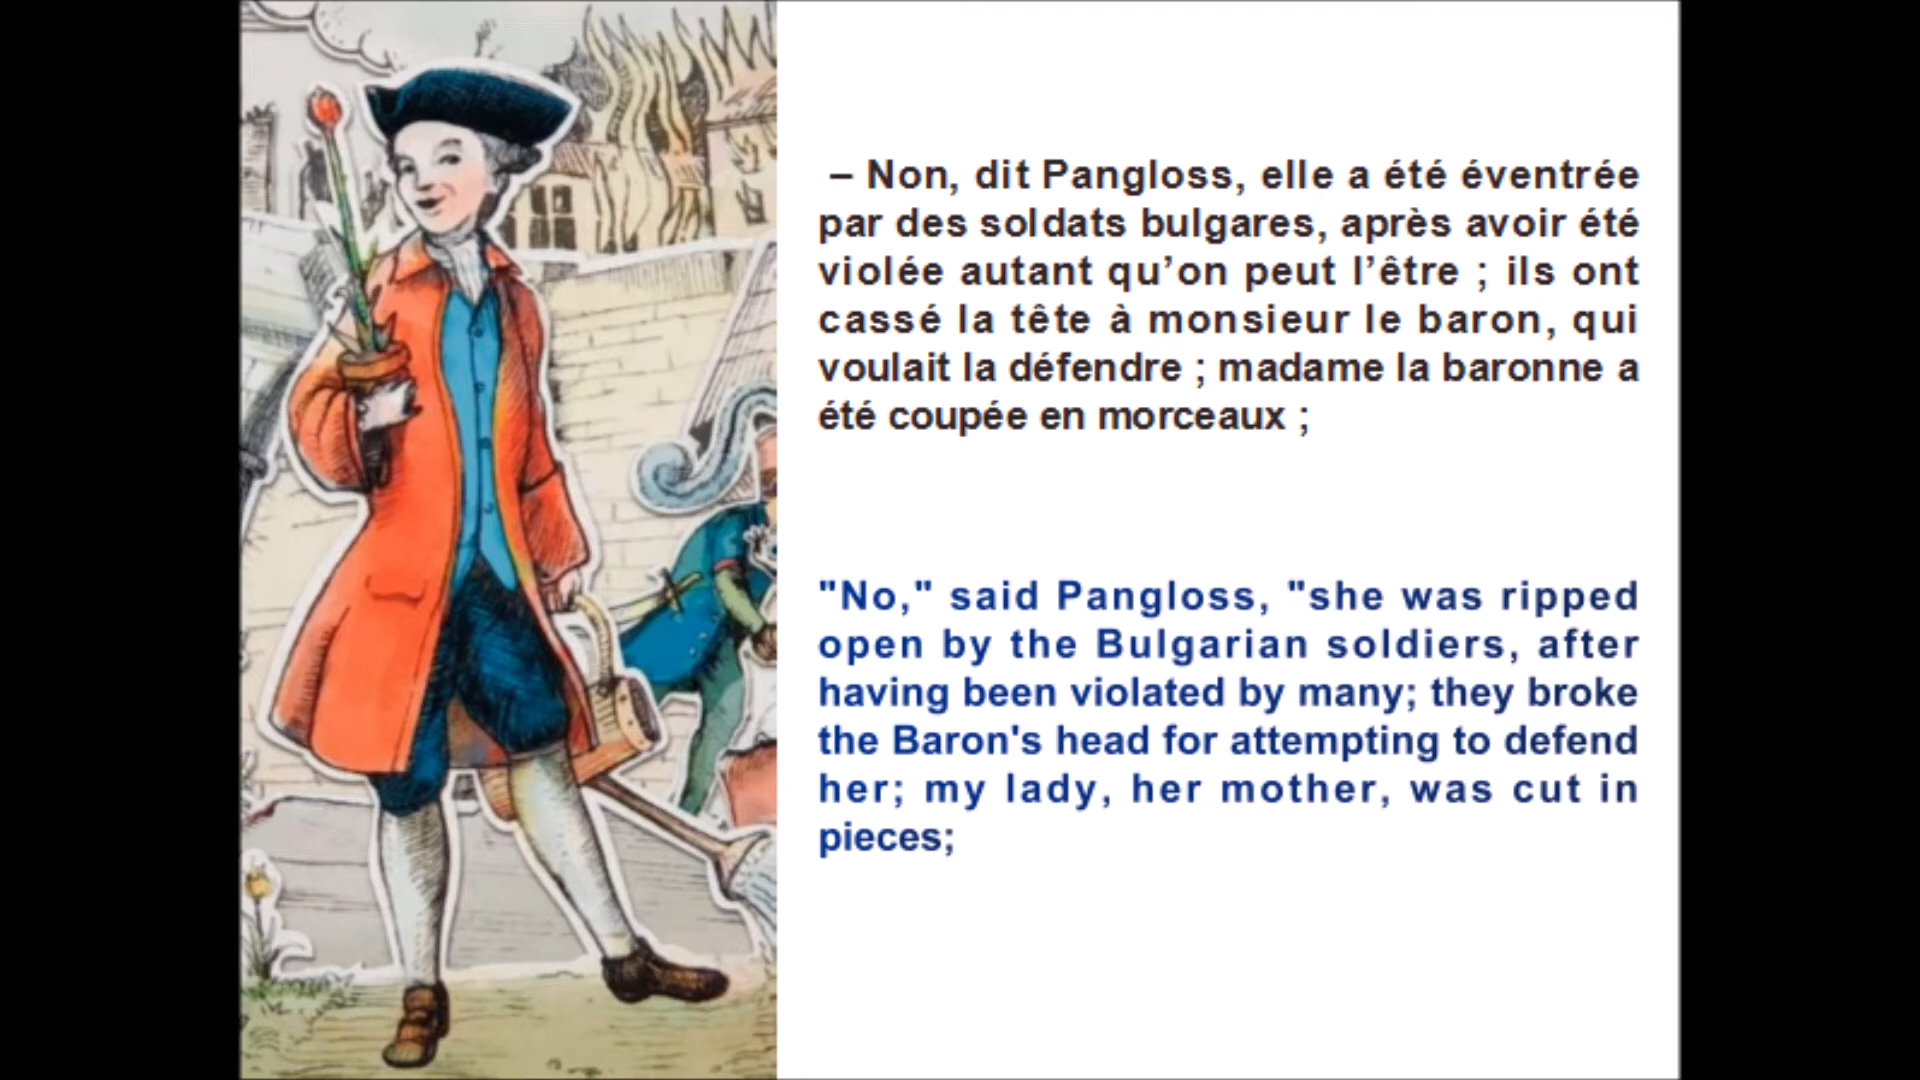 – Non, dit Pangloss, elle a été éventrée
par des soldats bulgares, après avoir été
violée autant qu’on peut l’être ; ils ont
cassé la tête à monsieur le baron, qui
voulait la défendre ; madame la baronne a
été coupée en morceaux ;
"No," said Pangloss, "she was ripped
open by the Bulgarian soldiers, after
having been violated by many; they broke
the Baron's head for attempting to defend
her; my lady, her mother, was cut in
pieces;